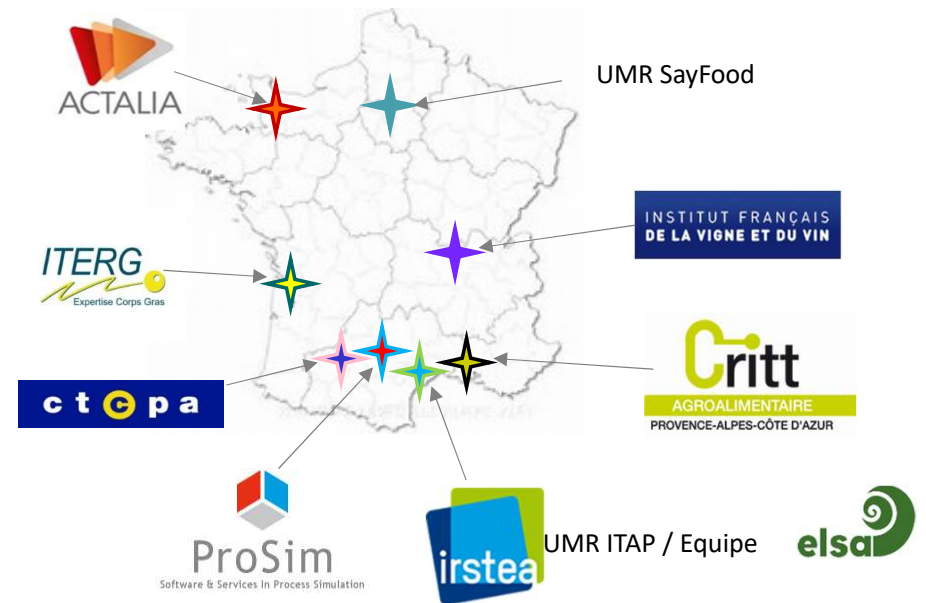 ACTALIA
UMR SayFood
INSTITUT FRANÇAIS
DE LA VIGNE ET DU VIN
ITERG
Expertise Corps Gras
ctcpa
Critt
AGROALIMENTAIRE
PROVENCE-ALPES-CÔTE D'AZUR
ProSim
Software & Services In Process Simulation
irstea
UMR ITAP / Equipe
elsa